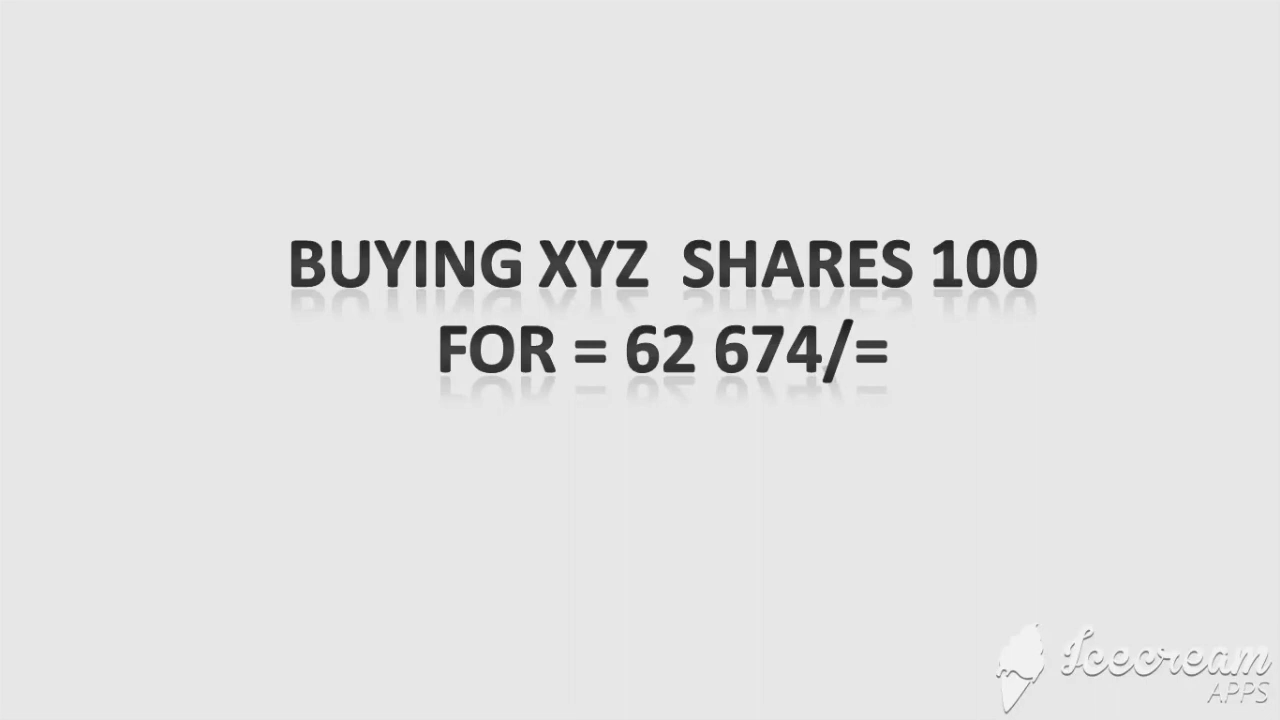 BUYING XYZ SHARES 100
FOR = 62 674/=
Icecream
APPS